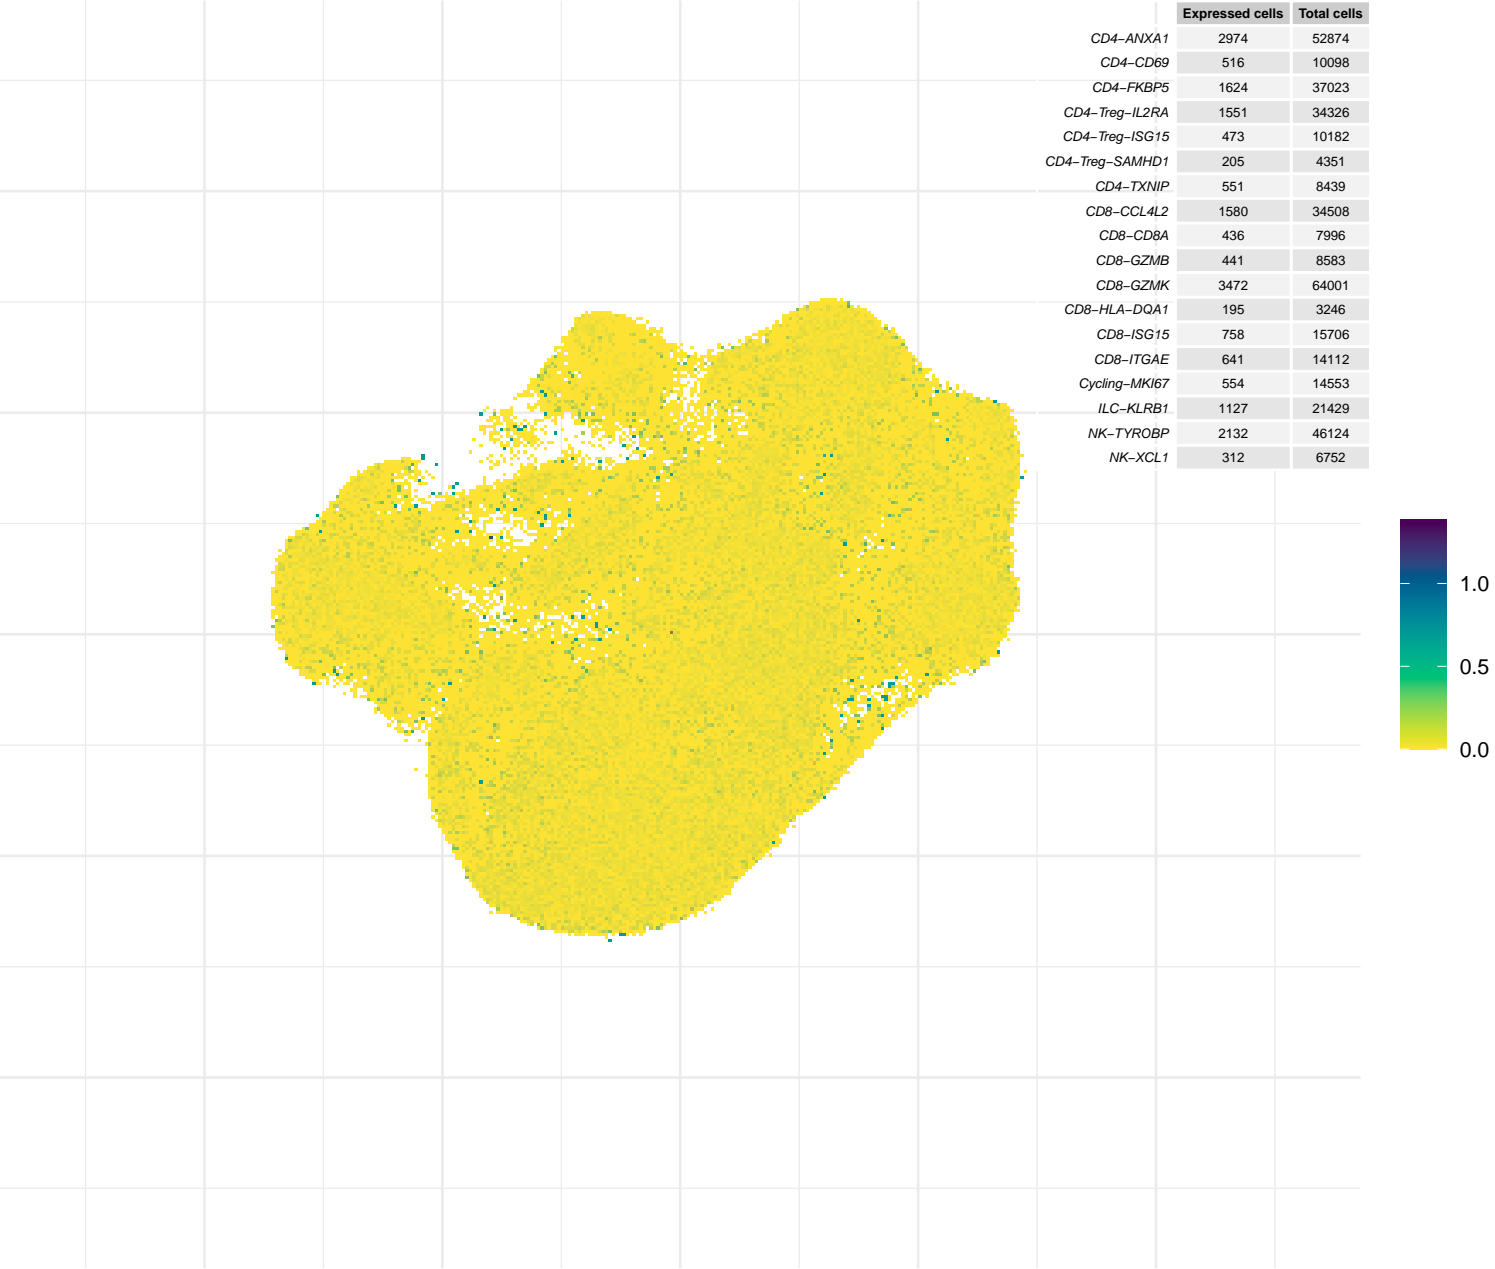 Expressed cells Total cells
CD4−ANXA1 2974 52874
CD4−CD69 516 10098
CD4−FKBP5 1624 37023
CD4−Treg−IL2RA 1551 34326
CD4−Treg−ISG15 473 10182
CD4−Treg−SAMHD1 205 4351
CD4−TXNIP 551 8439
CD8−CCL4L2 1580 34508
CD8−CD8A 436 7996
CD8−GZMB 441 8583
CD8−GZMK 3472 64001
CD8−HLA−DQA1 195 3246
CD8−ISG15 758 15706
CD8−ITGAE 641 14112
Cycling−MKI67 554 14553
ILC−KLRB1 1127 21429
NK−TYROBP 2132 46124
NK−XCL1 312 6752
1.0
0.5
0.0